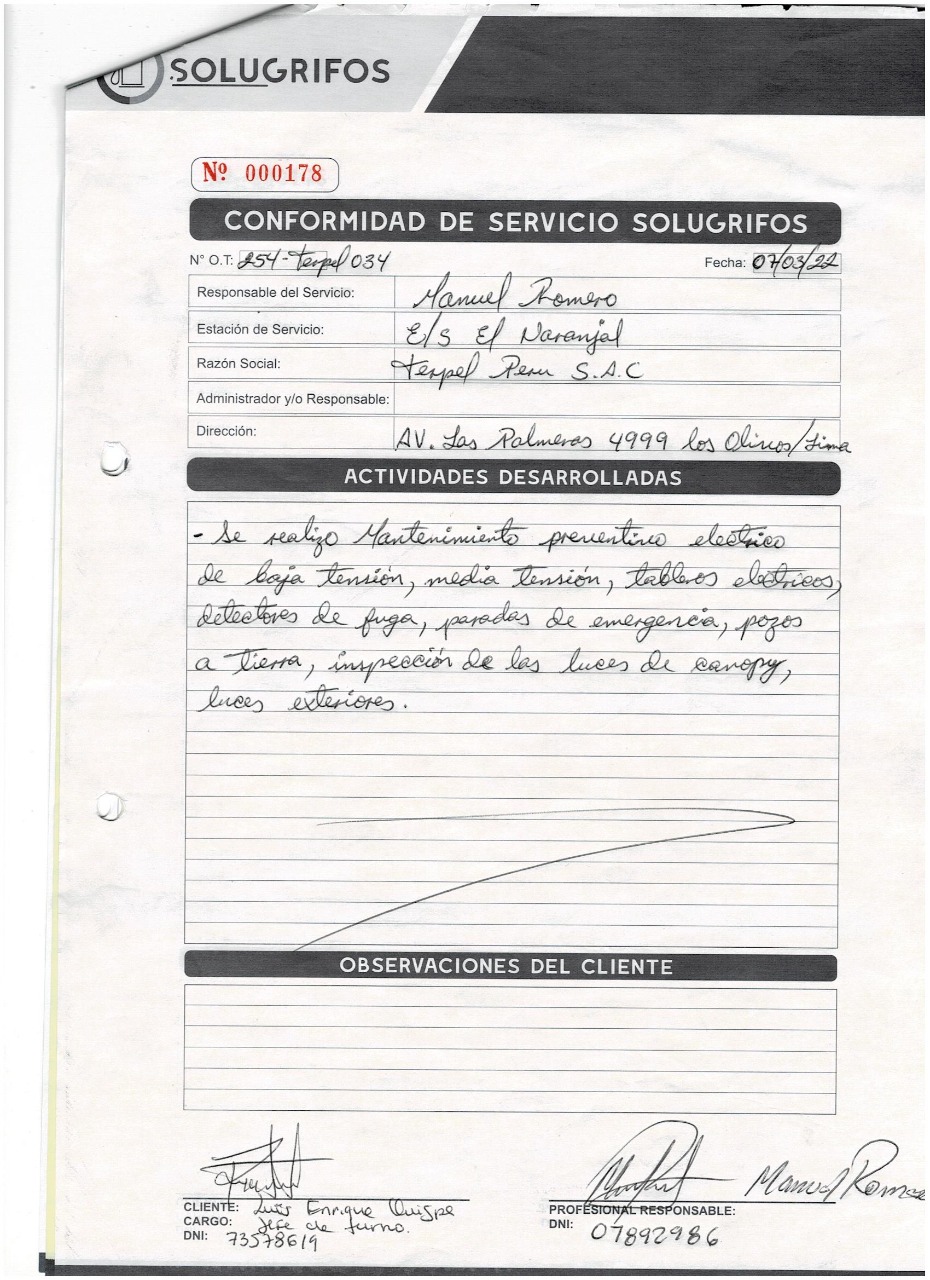 SOLUGRIFOS
Nº 000178
CONFORMIDAD DE SERVICIO SOLUGRIFOS
N° O.T: 254-Terpel 034 Fecha: 07/03/22
Responsable del Servicio: Manuel Romero
Estación de Servicio: E/S El Naranjal
Razón Social: Terpel Peru S.A.C
Administrador y/o Responsable:
Dirección: AV. Las Palmeras 4999 los Olivos/Lima
ACTIVIDADES DESARROLLADAS
- Se realizo Mantenimiento preventivo electrico
de baja tensión, media tensión, tableros electricos,
detectores de fuga, paradas de emergencia, pozos
a tierra, inspección de las luces de canopy,
luces exteriores.
OBSERVACIONES DEL CLIENTE
CLIENTE: Luis Enrique Quispe
CARGO: Jefe de turno.
DNI: 73578619
Manuel Romero
PROFESIONAL RESPONSABLE:
DNI: 07892986